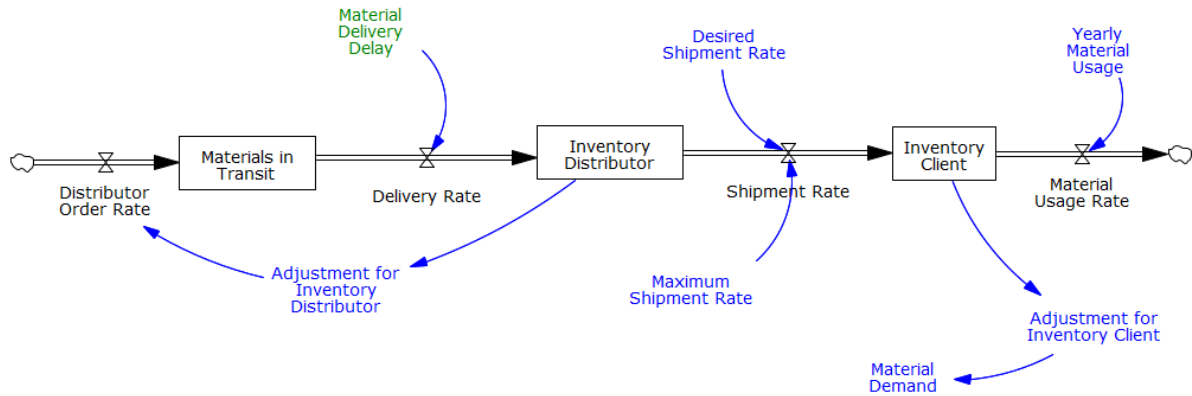 Material
Delivery
Delay
Desired
Shipment Rate
Yearly
Material
Usage
Materials in
Transit
Inventory
Distributor
Inventory
Client
Distributor
Order Rate
Delivery Rate
Shipment Rate
Material
Usage Rate
Adjustment for
Inventory
Distributor
Maximum
Shipment Rate
Adjustment for
Inventory Client
Material
Demand